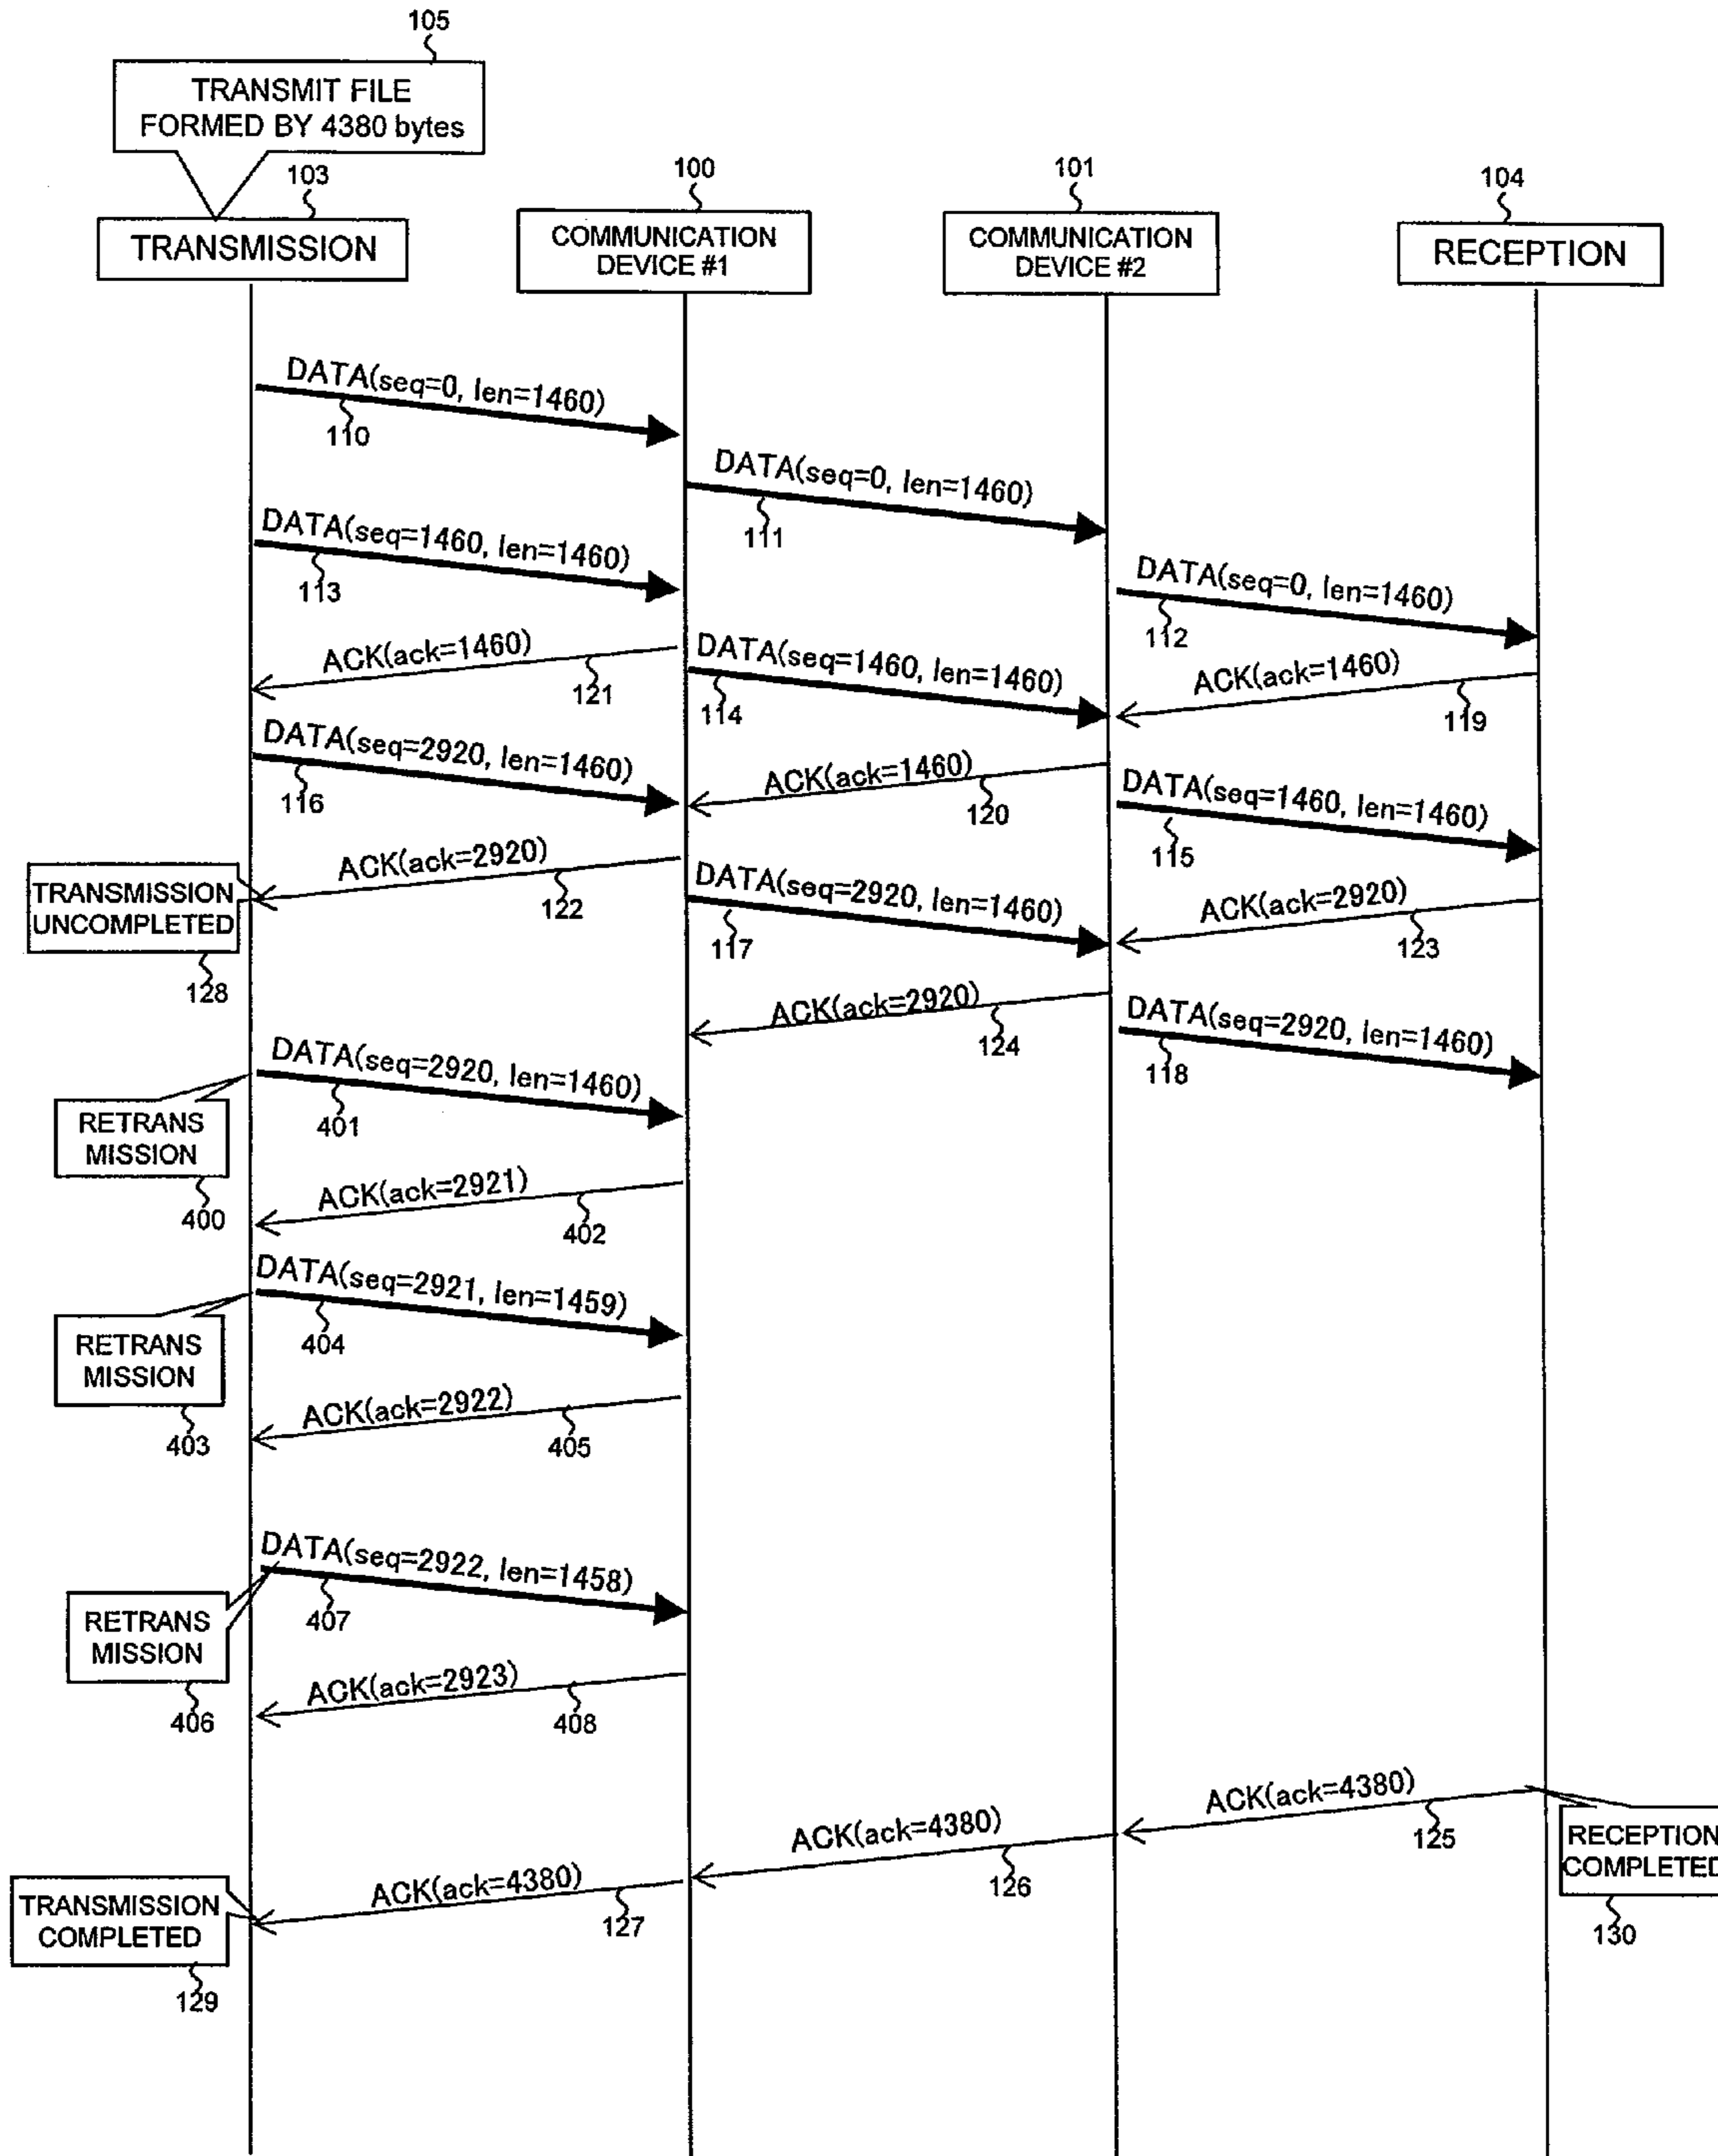 105
TRANSMIT FILE
FORMED BY 4380 bytes
103
100
101
104
TRANSMISSION
COMMUNICATION
DEVICE #1
COMMUNICATION
DEVICE #2
RECEPTION
DATA(seq=0, len=1460)
110
DATA(seq=0, len=1460)
111
DATA(seq=1460, len=1460)
113
DATA(seq=0, len=1460)
112
ACK(ack=1460)
121
DATA(seq=1460, len=1460)
114
ACK(ack=1460)
119
DATA(seq=2920, len=1460)
116
ACK(ack=1460)
120
DATA(seq=1460, len=1460)
115
ACK(ack=2920)
122
TRANSMISSION
UNCOMPLETED
128
DATA(seq=2920, len=1460)
117
ACK(ack=2920)
123
ACK(ack=2920)
124
DATA(seq=2920, len=1460)
118
DATA(seq=2920, len=1460)
401
RETRANS
MISSION
400
ACK(ack=2921)
402
DATA(seq=2921, len=1459)
404
RETRANS
MISSION
403
ACK(ack=2922)
405
DATA(seq=2922, len=1458)
407
RETRANS
MISSION
406
ACK(ack=2923)
408
ACK(ack=4380)
125
RECEPTION
COMPLETED
130
ACK(ack=4380)
126
ACK(ack=4380)
127
TRANSMISSION
COMPLETED
129